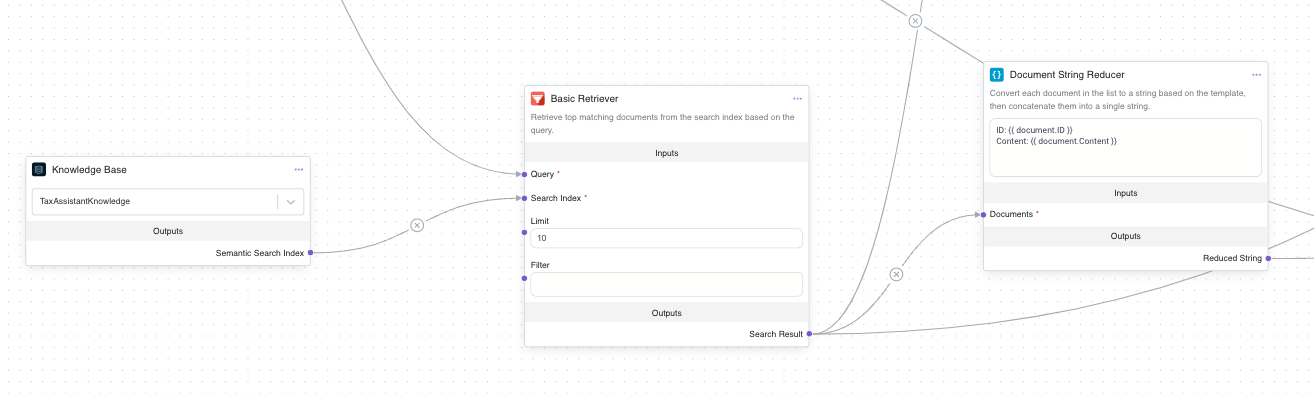 Knowledge Base
TaxAssistantKnowledge
Outputs
Semantic Search Index
Basic Retriever
Retrieve top matching documents from the search index based on the
query.
Inputs
Query *
Search Index *
Limit
10
Filter
Outputs
Search Result
Document String Reducer
Convert each document in the list to a string based on the template,
then concatenate them into a single string.
ID: {{ document.ID }}
Content: {{ document.Content }}
Inputs
Documents *
Outputs
Reduced String